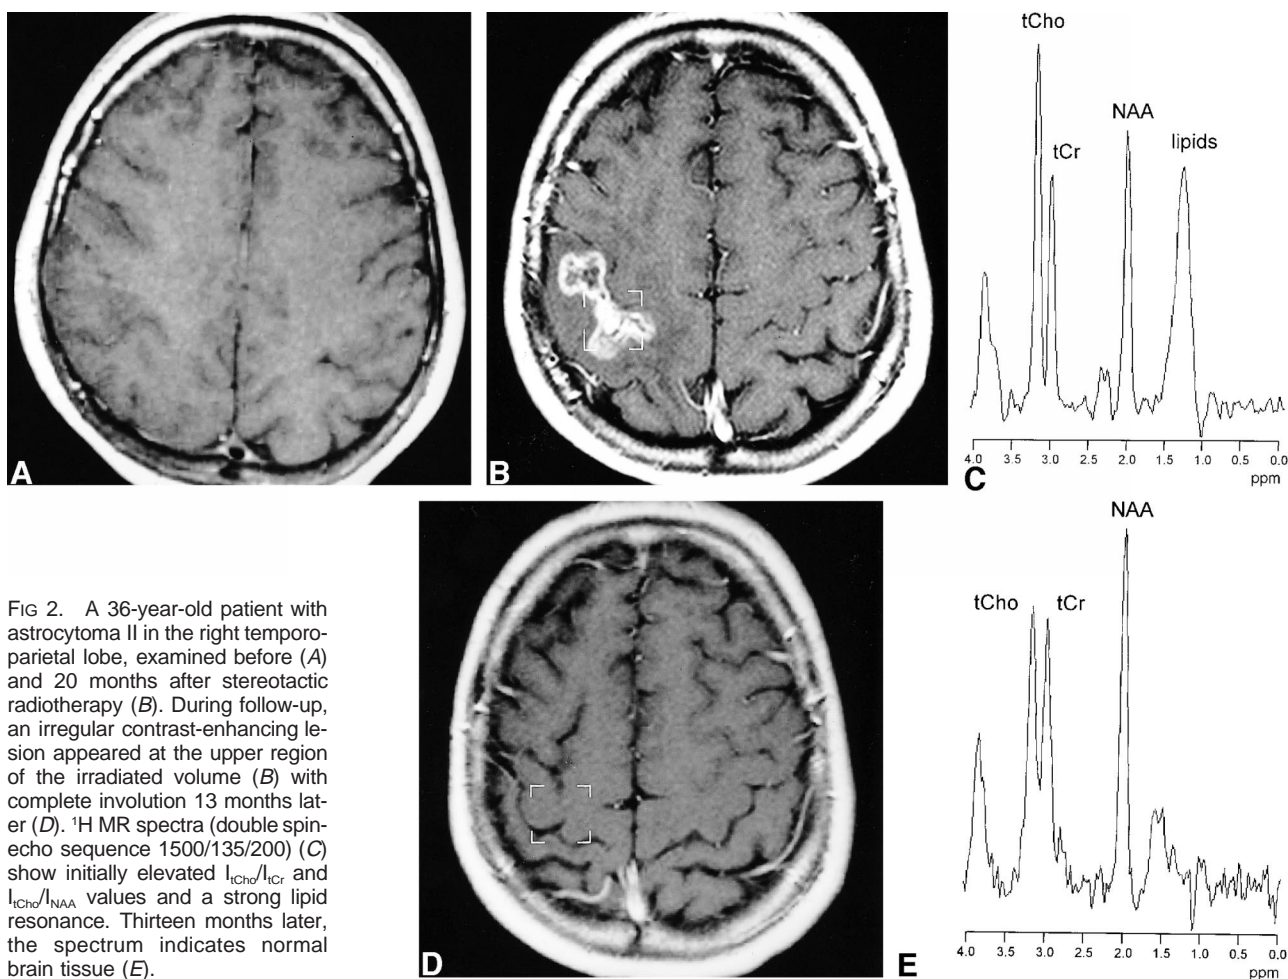 A
B
tCho
tCr
NAA
lipids
4.0 3.5 3.0 2.5 2.0 1.5 1.0 0.5 0.0
ppm
C
FIG 2. A 36-year-old patient with
astrocytoma II in the right temporo-
parietal lobe, examined before (A)
and 20 months after stereotactic
radiotherapy (B). During follow-up,
an irregular contrast-enhancing le-
sion appeared at the upper region
of the irradiated volume (B) with
complete involution 13 months lat-
er (D). ¹H MR spectra (double spin-
echo sequence 1500/135/200) (C)
show initially elevated ItCho/ItCr and
ItCho/INAA values and a strong lipid
resonance. Thirteen months later,
the spectrum indicates normal
brain tissue (E).
D
NAA
tCho
tCr
4.0 3.5 3.0 2.5 2.0 1.5 1.0 0.5 0.0
ppm
E